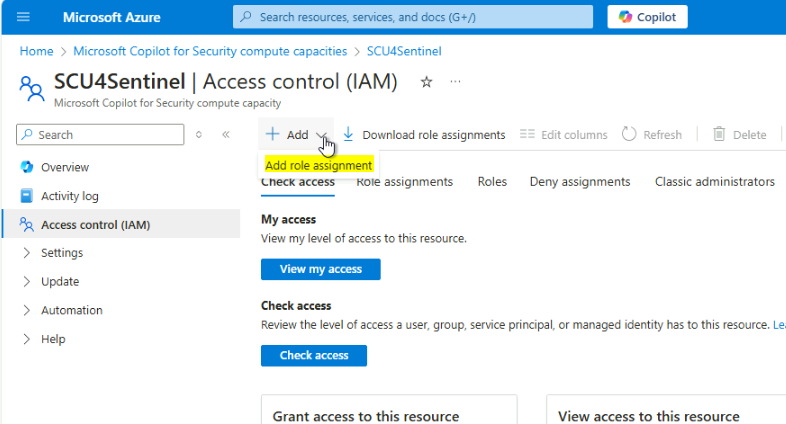 Microsoft Azure
Search resources, services, and docs (G+/)
Copilot
Home > Microsoft Copilot for Security compute capacities > SCU4Sentinel
SCU4Sentinel | Access control (IAM)
Microsoft Copilot for Security compute capacity
Search
Add
Download role assignments
Edit columns
Refresh
Delete
Add role assignment
Overview
Activity log
Access control (IAM)
Settings
Update
Automation
Help
Check access
Role assignments
Roles
Deny assignments
Classic administrators
My access
View my level of access to this resource.
View my access
Check access
Review the level of access a user, group, service principal, or managed identity has to this resource. Lea
Check access
Grant access to this resource
View access to this resource